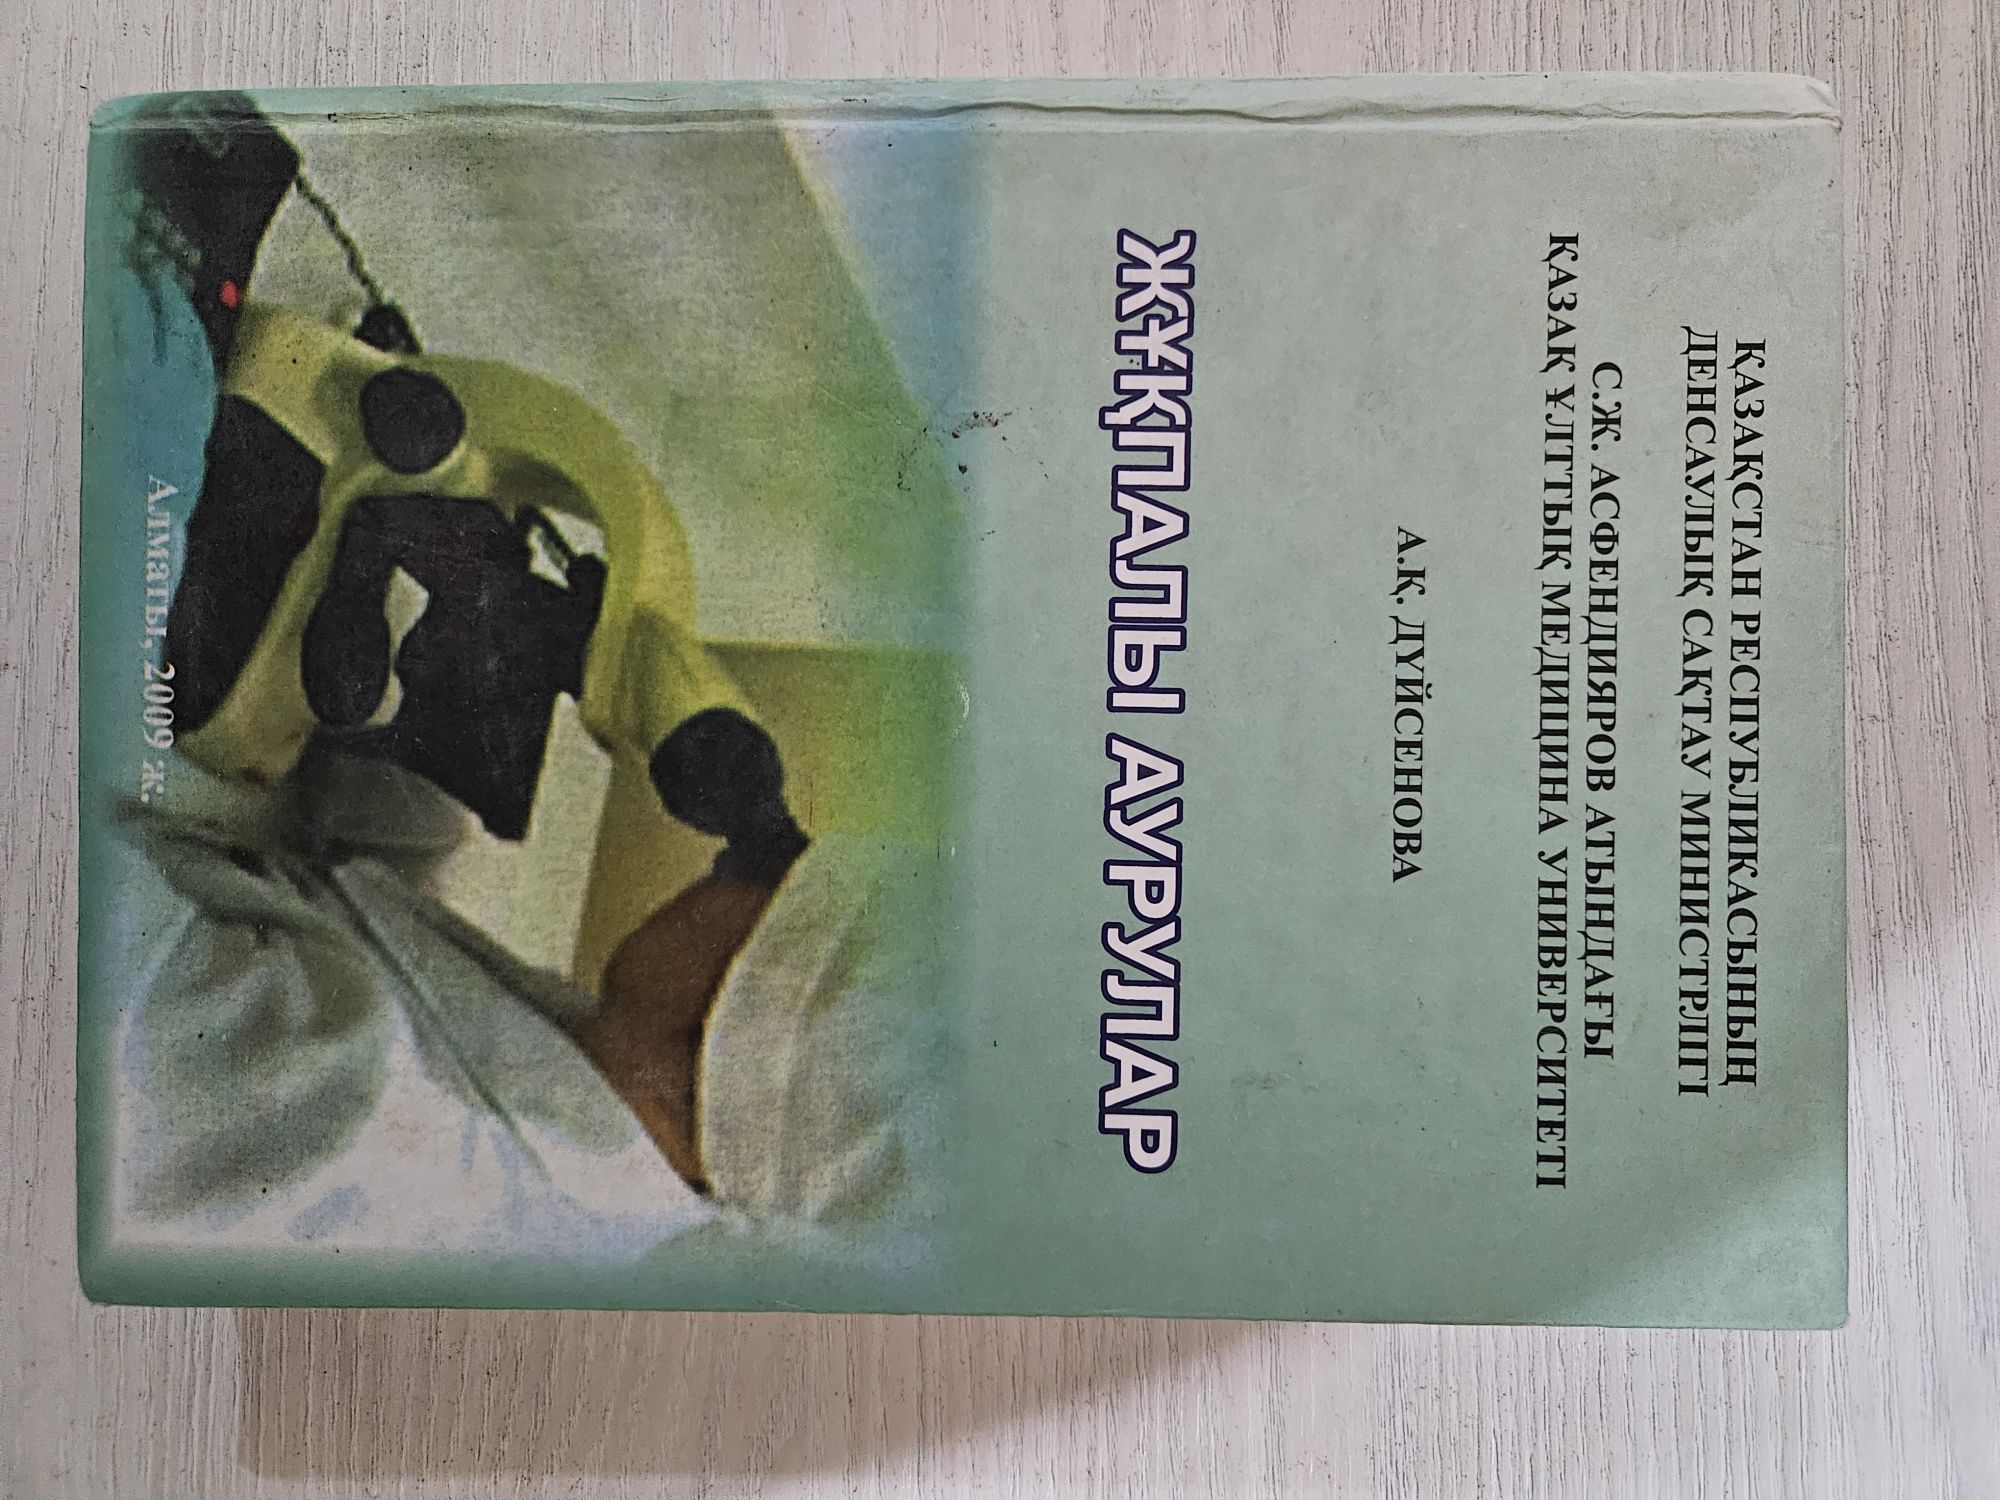 ҚАЗАҚСТАН РЕСПУБЛИКАСЫНЫҢ
ДЕНСАУЛЫҚ САҚТАУ МИНИСТРЛІГІ
С.Ж. АСФЕНДИЯРОВ АТЫНДАҒЫ
ҚАЗАҚ ҰЛТТЫҚ МЕДИЦИНА УНИВЕРСИТЕТІ
А.Қ. ДҮЙСЕНОВА
ЖҰҚПАЛЫ АУРУЛАР
Алматы, 2009 ж.